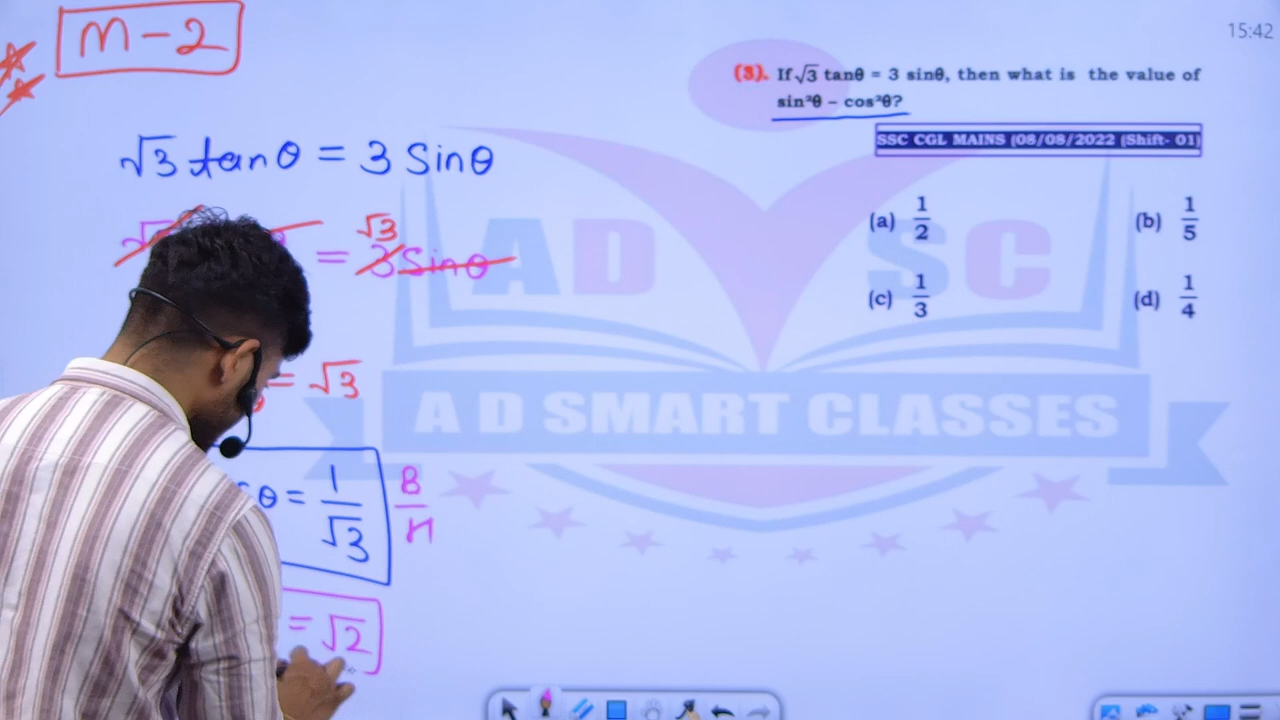 M-2
15:42
(3). If √3 tanθ = 3 sinθ, then what is the value of
sin²θ – cos²θ?
SSC CGL MAINS (08/08/2022 (Shift- 01)
(a) 1/2 (b) 1/5
(c) 1/3 (d) 1/4
√3 tanθ = 3 Sinθ
= 3 Sinθ
√3
= √3
θ = 1/√3
B/H
= √2
AD SC
A D SMART CLASSES